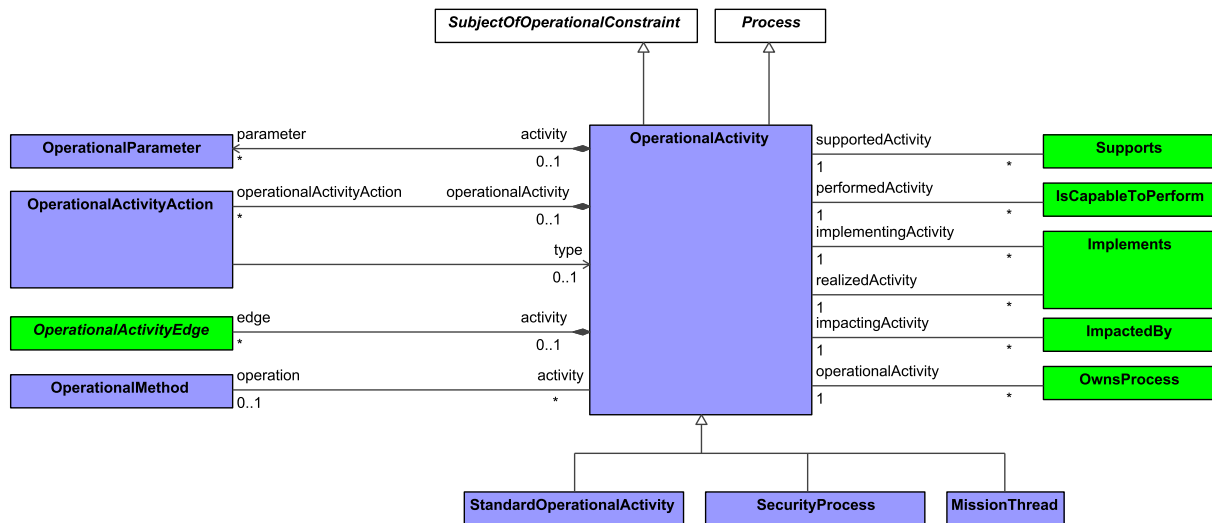 SubjectOfOperationalConstraint
Process
OperationalActivity
parameter
activity
OperationalParameter
*
0..1
operationalActivityAction
operationalActivity
OperationalActivityAction
*
0..1
type
0..1
edge
activity
OperationalActivityEdge
*
0..1
operation
activity
OperationalMethod
0..1
*
supportedActivity
Supports
1
*
performedActivity
IsCapableToPerform
1
*
implementingActivity
Implements
1
*
realizedActivity
1
*
impactingActivity
ImpactedBy
1
*
operationalActivity
OwnsProcess
1
*
StandardOperationalActivity
SecurityProcess
MissionThread